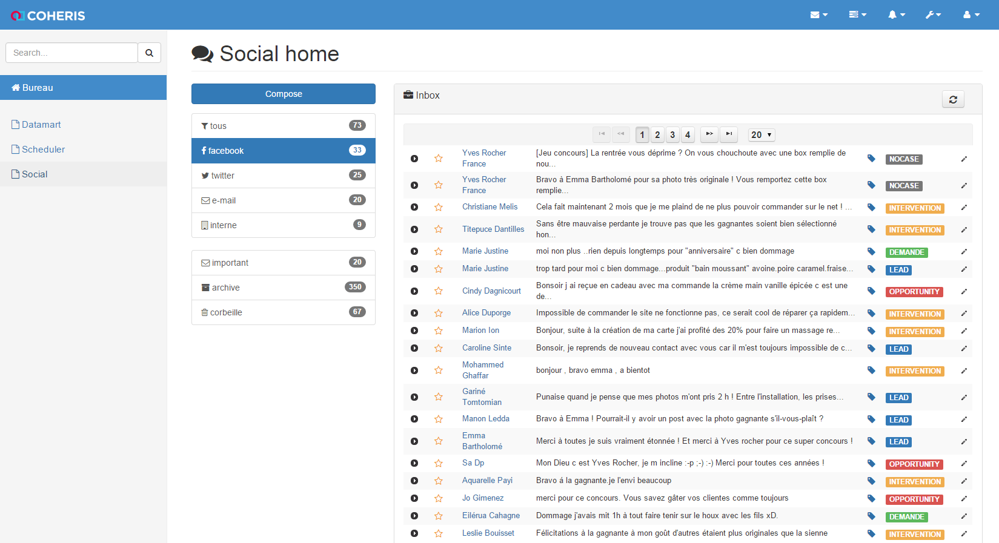 COHERIS
Search...
Bureau
Datamart
Scheduler
Social
Social home
Compose
tous 73
facebook 33
twitter 25
e-mail 20
interne 9
important 20
archive 350
corbeille 67
Inbox
1 2 3 4 20
Yves Rocher France
[Jeu concours] La rentrée vous déprime ? On vous chouchoute avec une box remplie de
nou...
NOCASE
Yves Rocher France
Bravo à Emma Bartholomé pour sa photo très originale ! Vous remportez cette box
remplie...
NOCASE
Christiane Melis Cela fait maintenant 2 mois que je me plaind de ne plus pouvoir commander sur le net ! ... INTERVENTION
Titepuce Dantilles
Sans être mauvaise perdante je trouve pas que les gagnantes soient bien sélectionné
hon...
INTERVENTION
Marie Justine moi non plus ..rien depuis longtemps pour "anniversaire" c bien dommage DEMANDE
Marie Justine trop tard pour moi c bien dommage...produit "bain moussant" avoine.poire caramel.fraise... LEAD
Cindy Dagnicourt
Bonsoir j ai reçue en cadeau avec ma commande la crème main vanille épicée c est une
de...
OPPORTUNITY
Alice Duporge Impossible de commander le site ne fonctionne pas, ce serait cool de réparer ça rapidem... INTERVENTION
Marion Ion Bonjour, suite à la création de ma carte j'ai profité des 20% pour faire un massage re... INTERVENTION
Caroline Sinte Bonsoir, je reprends de nouveau contact avec vous car il m'est toujours impossible de c... LEAD
Mohammed
Ghaffar
bonjour , bravo emma , a bientot INTERVENTION
Gariné
Tomtomian
Punaise quand je pense que mes photos m'ont pris 2 h ! Entre l'installation, les prises... LEAD
Manon Ledda Bravo à Emma ! Pourrait-il y avoir un post avec la photo gagnante s'il-vous-plaît ? LEAD
Emma
Bartholomé
Merci à toutes je suis vraiment étonnée ! Et merci à Yves rocher pour ce super concours ! LEAD
Sa Dp Mon Dieu c est Yves Rocher, je m incline :-p ;-) :-) Merci pour toutes ces années ! OPPORTUNITY
Aquarelle Payi Bravo á la gagnante.je l'envi beaucoup INTERVENTION
Jo Gimenez merci pour ce concours. Vous savez gâter vos clientes comme toujours OPPORTUNITY
Eilérua Cahagne Dommage j'avais mit 1h à tout faire tenir sur le houx avec les fils xD. DEMANDE
Leslie Bouisset Félicitations à la gagnante à mon goût d'autres étaient plus originales que la sienne INTERVENTION